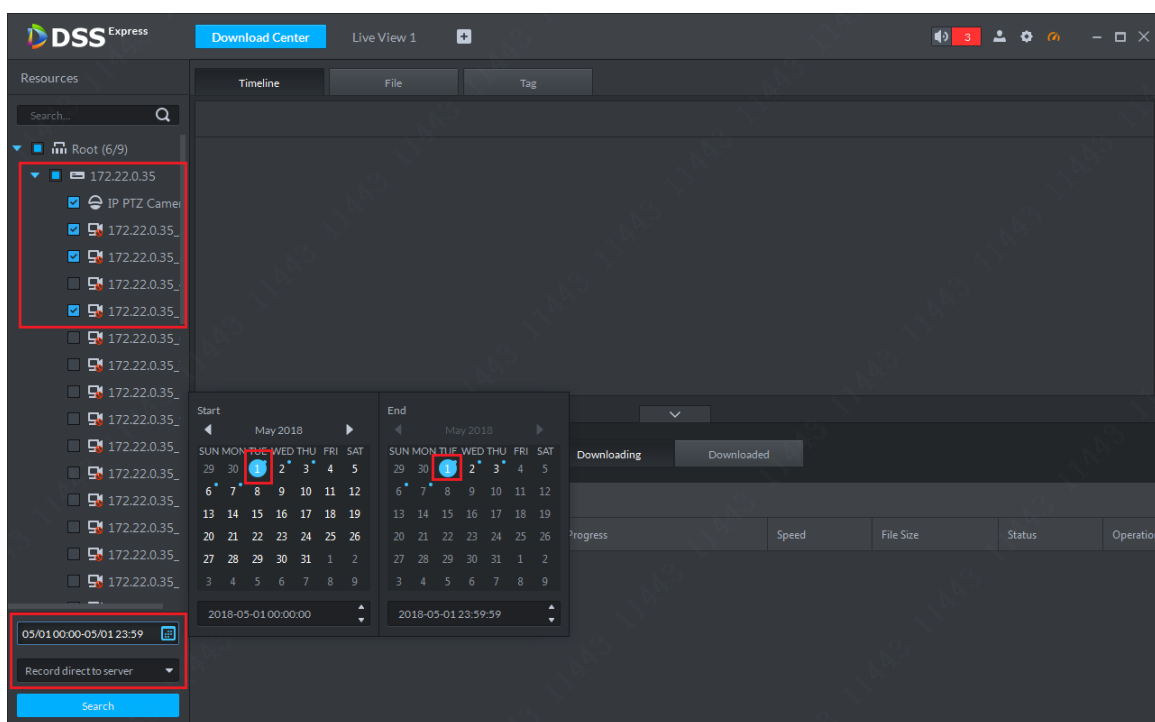 DSS Express
Download Center
Live View 1
3
Resources
Timeline
File
Tag
Search...
Root (6/9)
172.22.0.35
IP PTZ Camer
172.22.0.35_
172.22.0.35_
172.22.0.35_
172.22.0.35_
172.22.0.35_
172.22.0.35_
172.22.0.35_
172.22.0.35_
172.22.0.35_
172.22.0.35_
172.22.0.35_
172.22.0.35_
172.22.0.35_
172.22.0.35_
Start
May 2018
SUN MON TUE WED THU FRI SAT
29 30 1 2 3 4 5
6 7 8 9 10 11 12
13 14 15 16 17 18 19
20 21 22 23 24 25 26
27 28 29 30 31 1 2
3 4 5 6 7 8 9
2018-05-01 00:00:00
End
May 2018
SUN MON TUE WED THU FRI SAT
29 30 1 2 3 4 5
6 7 8 9 10 11 12
13 14 15 16 17 18 19
20 21 22 23 24 25 26
27 28 29 30 31 1 2
3 4 5 6 7 8 9
2018-05-01 23:59:59
Downloading
Downloaded
Progress
Speed
File Size
Status
Operatio
05/01 00:00-05/01 23:59
Record direct to server
Search
11443